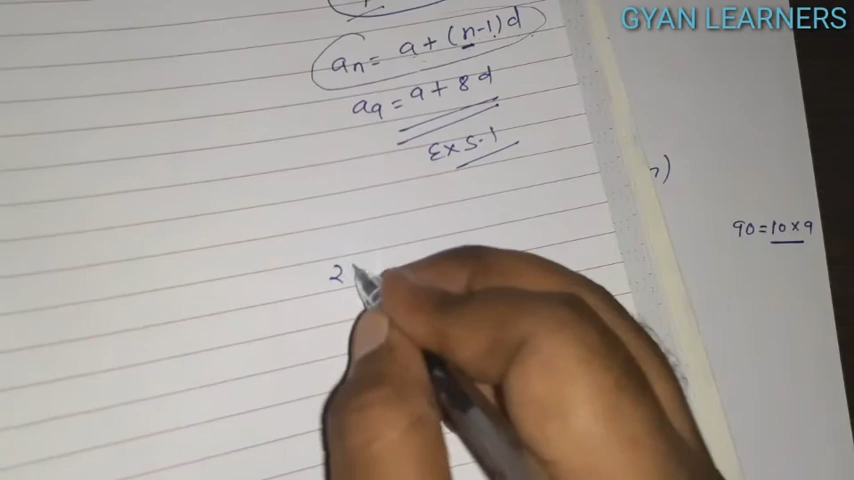 GYAN LEARNERS
an = a + (n-1)d
a9 = a + 8d
Ex 5.1
90 = 10 x 9
2